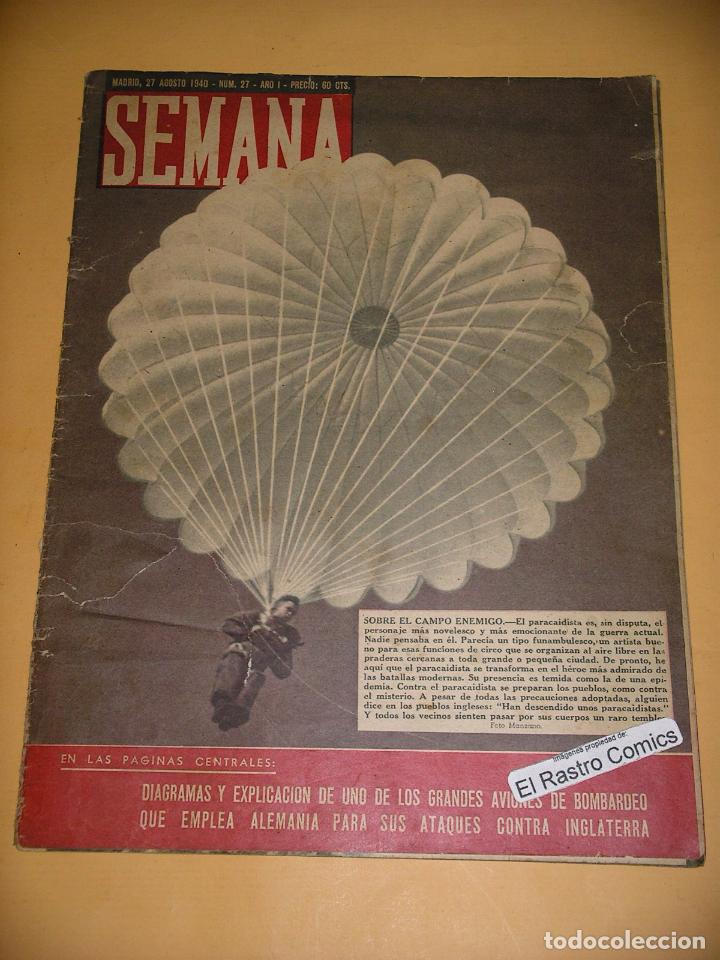 MADRID, 27 AGOSTO 1940 - NUM. 27 - AÑO I - PRECIO: 60 CTS.
SEMANA
SOBRE EL CAMPO ENEMIGO.—El paracaidista es, sin disputa, el
personaje más novelesco y más emocionante de la guerra actual.
Nadie pensaba en él. Parecía un tipo funambulesco, un artista bue-
no para esas funciones de circo que se organizan al aire libre en las
praderas cercanas a toda grande o pequeña ciudad. De pronto, he
aquí que el paracaidista se transforma en el héroe más admirado de
las batallas modernas. Su presencia es temida como la de una epi-
demia. Contra el paracaidista se preparan los pueblos, como contra
el misterio. A pesar de todas las precauciones adoptadas, alguien
dice en los pueblos ingleses: "Han descendido unos paracaidistas."
Y todos los vecinos sienten pasar por sus cuerpos un raro
Foto Manzano.
Imágenes propiedad de:
El Rastro Comics
EN LAS PAGINAS CENTRALES:
DIAGRAMAS Y EXPLICACION DE UNO DE LOS GRANDES AVIONES DE BOMBARDEO
QUE EMPLEA ALEMANIA PARA SUS ATAQUES CONTRA INGLATERRA
todocoleccion.net